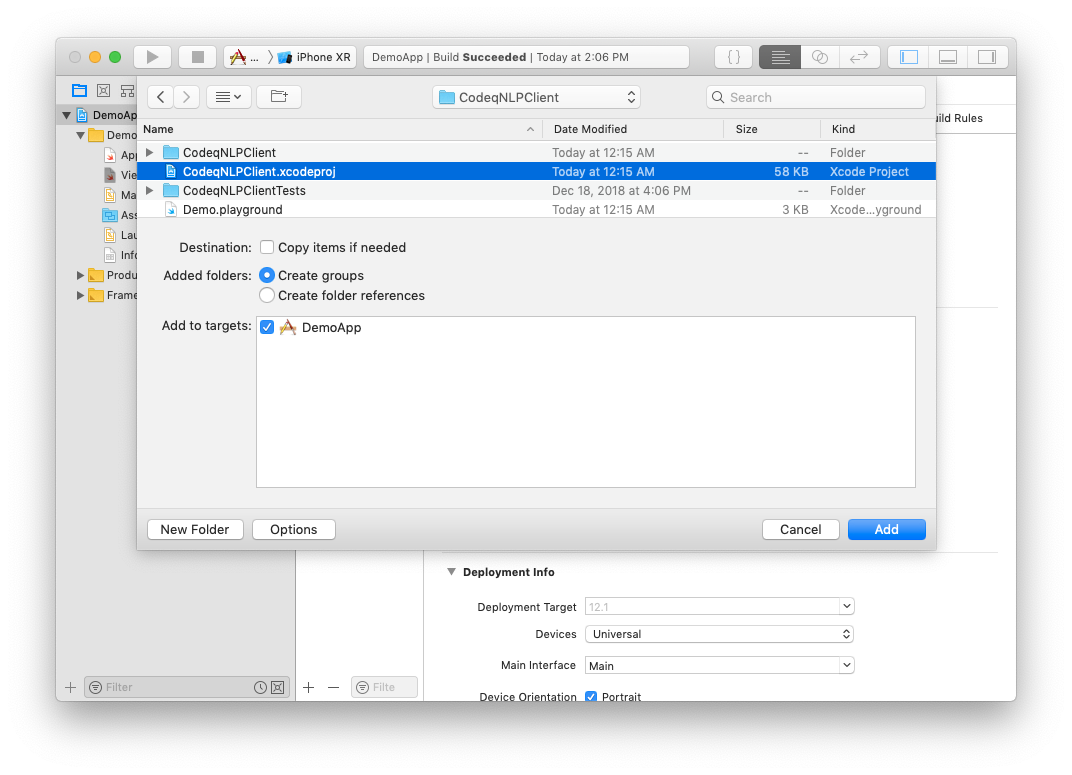 ... iPhone XR DemoApp | Build Succeeded | Today at 2:06 PM { }
CodeqNLPClient Search
DemoAp
Name Date Modified Size Kind
ild Rules
Demo
CodeqNLPClient Today at 12:15 AM -- Folder
App
CodeqNLPClient.xcodeproj Today at 12:15 AM 58 KB Xcode Project
Vie
CodeqNLPClientTests Dec 18, 2018 at 4:06 PM -- Folder
Ma
Demo.playground Today at 12:15 AM 3 KB Xcode...yground
Ass
Lau
Destination: Copy items if needed
Info
Added folders: Create groups
Produ
Create folder references
Frame
Add to targets: DemoApp
New Folder Options Cancel Add
Deployment Info
Deployment Target 12.1
Devices Universal
Main Interface Main
Filter Filte
Device Orientation Portrait